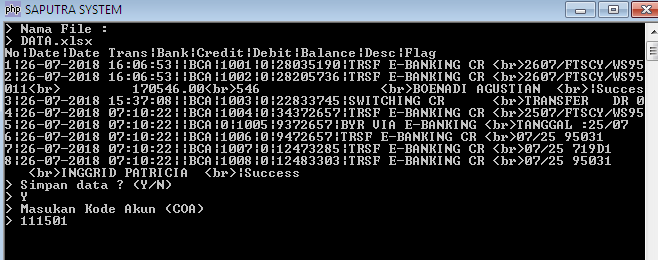 php SAPUTRA SYSTEM
> Nama File :
> DATA.xlsx
No|Date|Date Trans|Bank|Credit|Debit|Balance|Desc|Flag
1|26-07-2018 16:06:53||BCA|1001|0|28035190|TRSF E-BANKING CR <br>2607/FTSCY/WS95
2|26-07-2018 16:06:53||BCA|1002|0|28205736|TRSF E-BANKING CR <br>2607/FTSCY/WS95
011<br> 170546.00<br>546 <br>BOENADI AGUSTIAN <br>|Succes
3|26-07-2018 15:37:08||BCA|1003|0|22833745|SWITCHING CR <br>TRANSFER DR 0
4|26-07-2018 07:10:22||BCA|1004|0|34372657|TRSF E-BANKING CR <br>2507/FTSCY/WS95
5|26-07-2018 07:10:22||BCA|0|1005|9372657|BYR VIA E-BANKING <br>TANGGAL :25/07
6|26-07-2018 07:10:22||BCA|1006|0|9472657|TRSF E-BANKING CR <br>07/25 95031
7|26-07-2018 07:10:22||BCA|1007|0|12473285|TRSF E-BANKING CR <br>07/25 719D1
8|26-07-2018 07:10:22||BCA|1008|0|12483303|TRSF E-BANKING CR <br>07/25 95031
<br>INGGRID PATRICIA <br>|Success
> Simpan data ? (Y/N)
> Y
> Masukan Kode Akun (COA)
> 111501